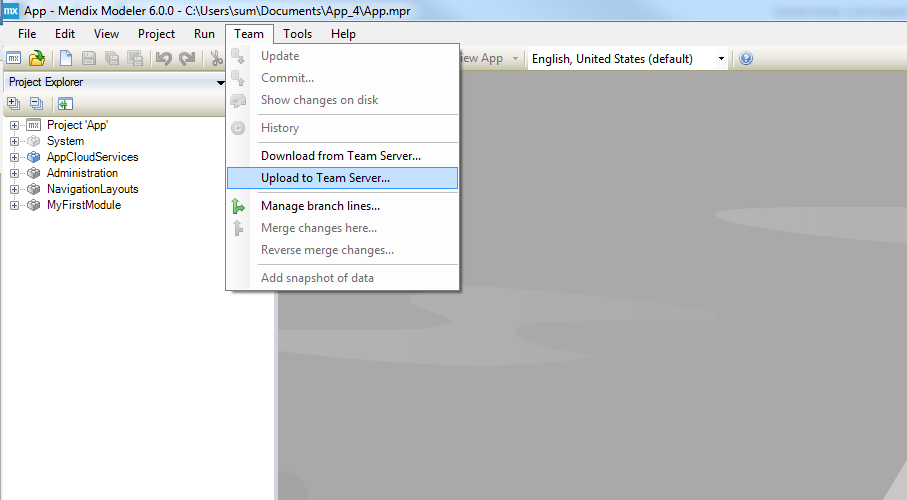 mx App - Mendix Modeler 6.0.0 - C:\Users\sum\Documents\App_4\App.mpr
File Edit View Project Run Team Tools Help
mx iew App English, United States (default) ?
Project Explorer
mx Project 'App'
System
AppCloudServices
Administration
NavigationLayouts
MyFirstModule
Update
Commit...
Show changes on disk
History
Download from Team Server...
Upload to Team Server...
Manage branch lines...
Merge changes here...
Reverse merge changes...
Add snapshot of data